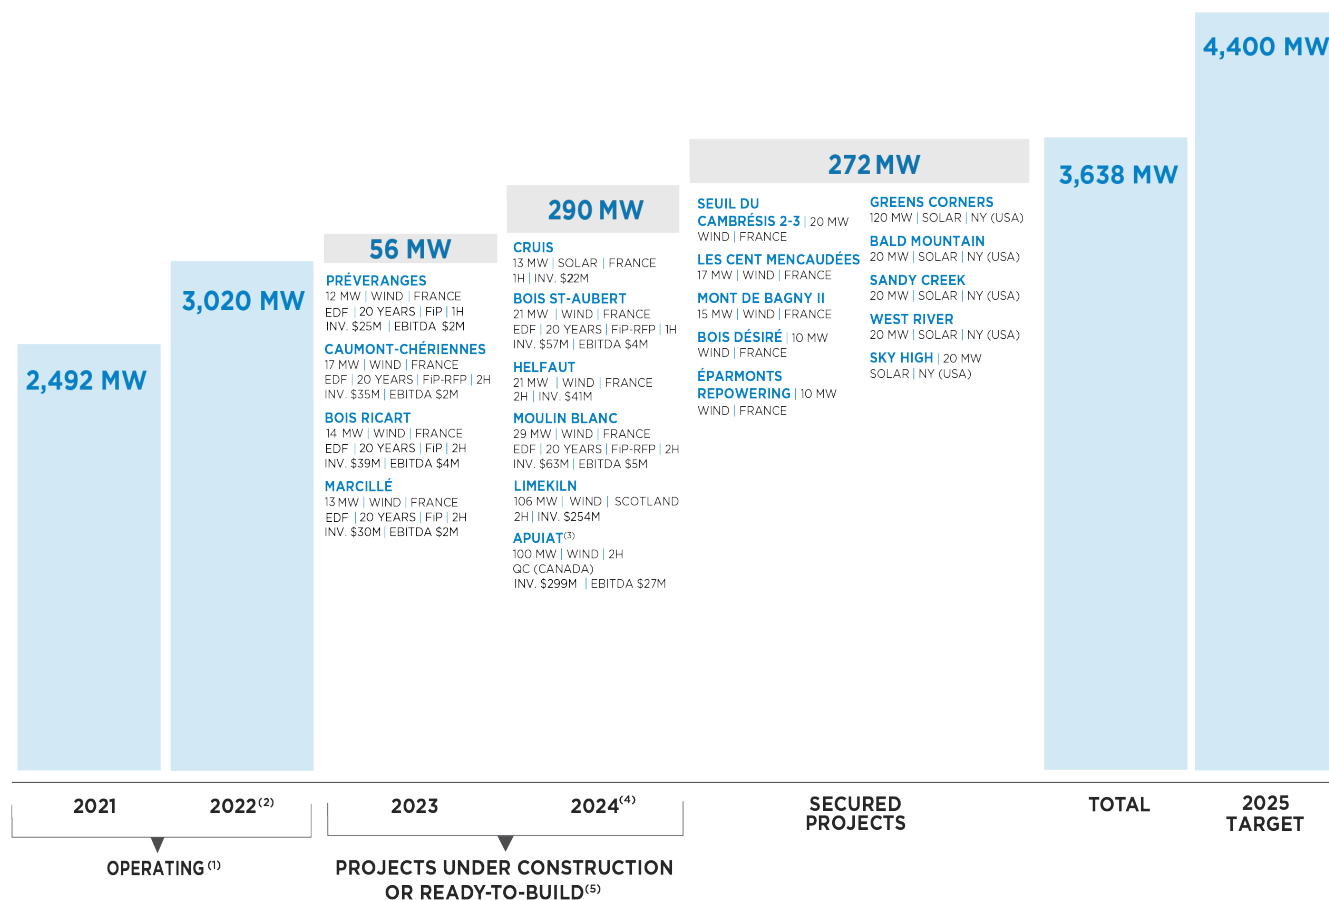 2,492 MW
3,020 MW
56 MW
PRÉVERANGES
12 MW | WIND | FRANCE
EDF | 20 YEARS | FiP | 1H
INV. $25M | EBITDA $2M
CAUMONT-CHÉRIENNES
17 MW | WIND | FRANCE
EDF | 20 YEARS | FiP-RFP | 2H
INV. $35M | EBITDA $2M
BOIS RICART
14 MW | WIND | FRANCE
EDF | 20 YEARS | FiP | 2H
INV. $39M | EBITDA $4M
MARCILLÉ
13 MW | WIND | FRANCE
EDF | 20 YEARS | FiP | 2H
INV. $30M | EBITDA $2M
290 MW
CRUIS
13 MW | SOLAR | FRANCE
1H | INV. $22M
BOIS ST-AUBERT
21 MW | WIND | FRANCE
EDF | 20 YEARS | FiP-RFP | 1H
INV. $57M | EBITDA $4M
HELFAUT
21 MW | WIND | FRANCE
2H | INV. $41M
MOULIN BLANC
29 MW | WIND | FRANCE
EDF | 20 YEARS | FiP-RFP | 2H
INV. $63M | EBITDA $5M
LIMEKILN
106 MW | WIND | SCOTLAND
2H | INV. $254M
APUIAT(3)
100 MW | WIND | 2H
QC (CANADA)
INV. $299M | EBITDA $27M
272 MW
SEUIL DU
CAMBRÉSIS 2-3 | 20 MW
WIND | FRANCE
LES CENT MENCAUDÉES
17 MW | WIND | FRANCE
MONT DE BAGNY II
15 MW | WIND | FRANCE
BOIS DÉSIRÉ | 10 MW
WIND | FRANCE
ÉPARMONTS
REPOWERING | 10 MW
WIND | FRANCE
GREENS CORNERS
120 MW | SOLAR | NY (USA)
BALD MOUNTAIN
20 MW | SOLAR | NY (USA)
SANDY CREEK
20 MW | SOLAR | NY (USA)
WEST RIVER
20 MW | SOLAR | NY (USA)
SKY HIGH | 20 MW
SOLAR | NY (USA)
3,638 MW
4,400 MW
2021
2022(2)
2023
2024(4)
SECURED
PROJECTS
TOTAL
2025
TARGET
OPERATING(1)
PROJECTS UNDER CONSTRUCTION
OR READY-TO-BUILD(5)